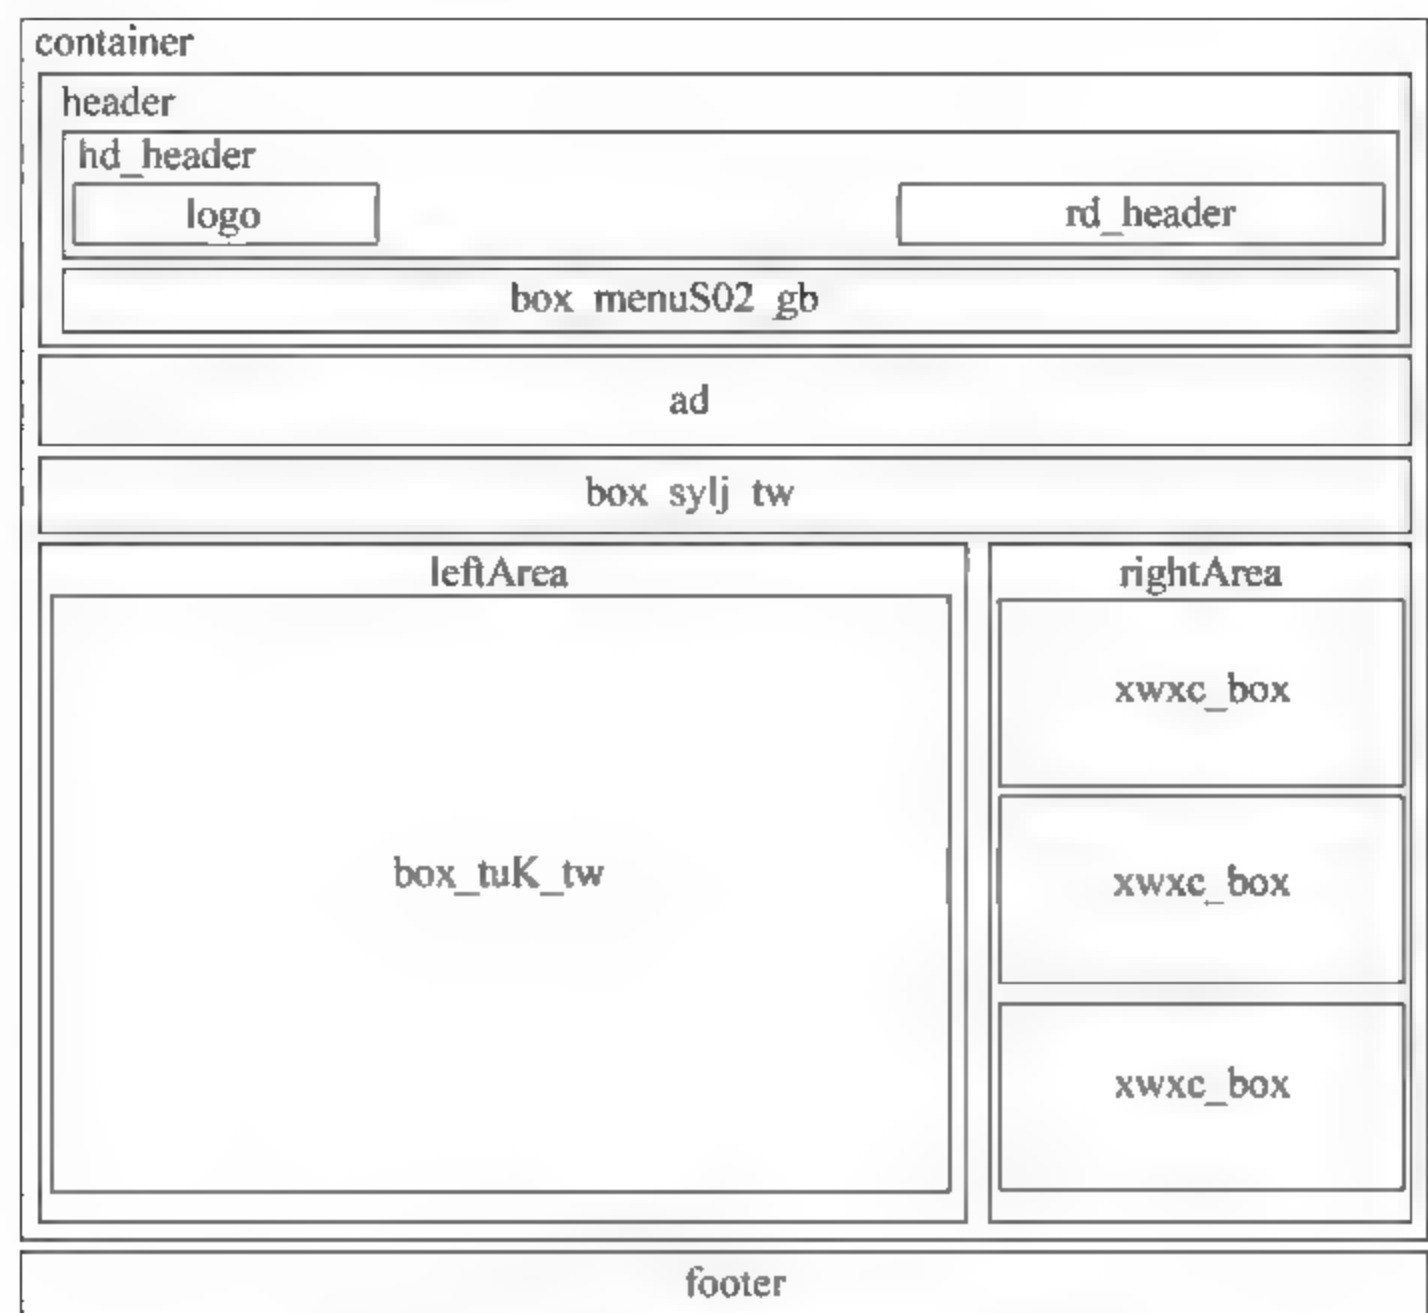 container
header
hd_header
logo
rd_header
box menuS02 gb
ad
box sylj tw
leftArea
rightArea
xwxc_box
box_tuK_tw
xwxc_box
xwxc_box
footer